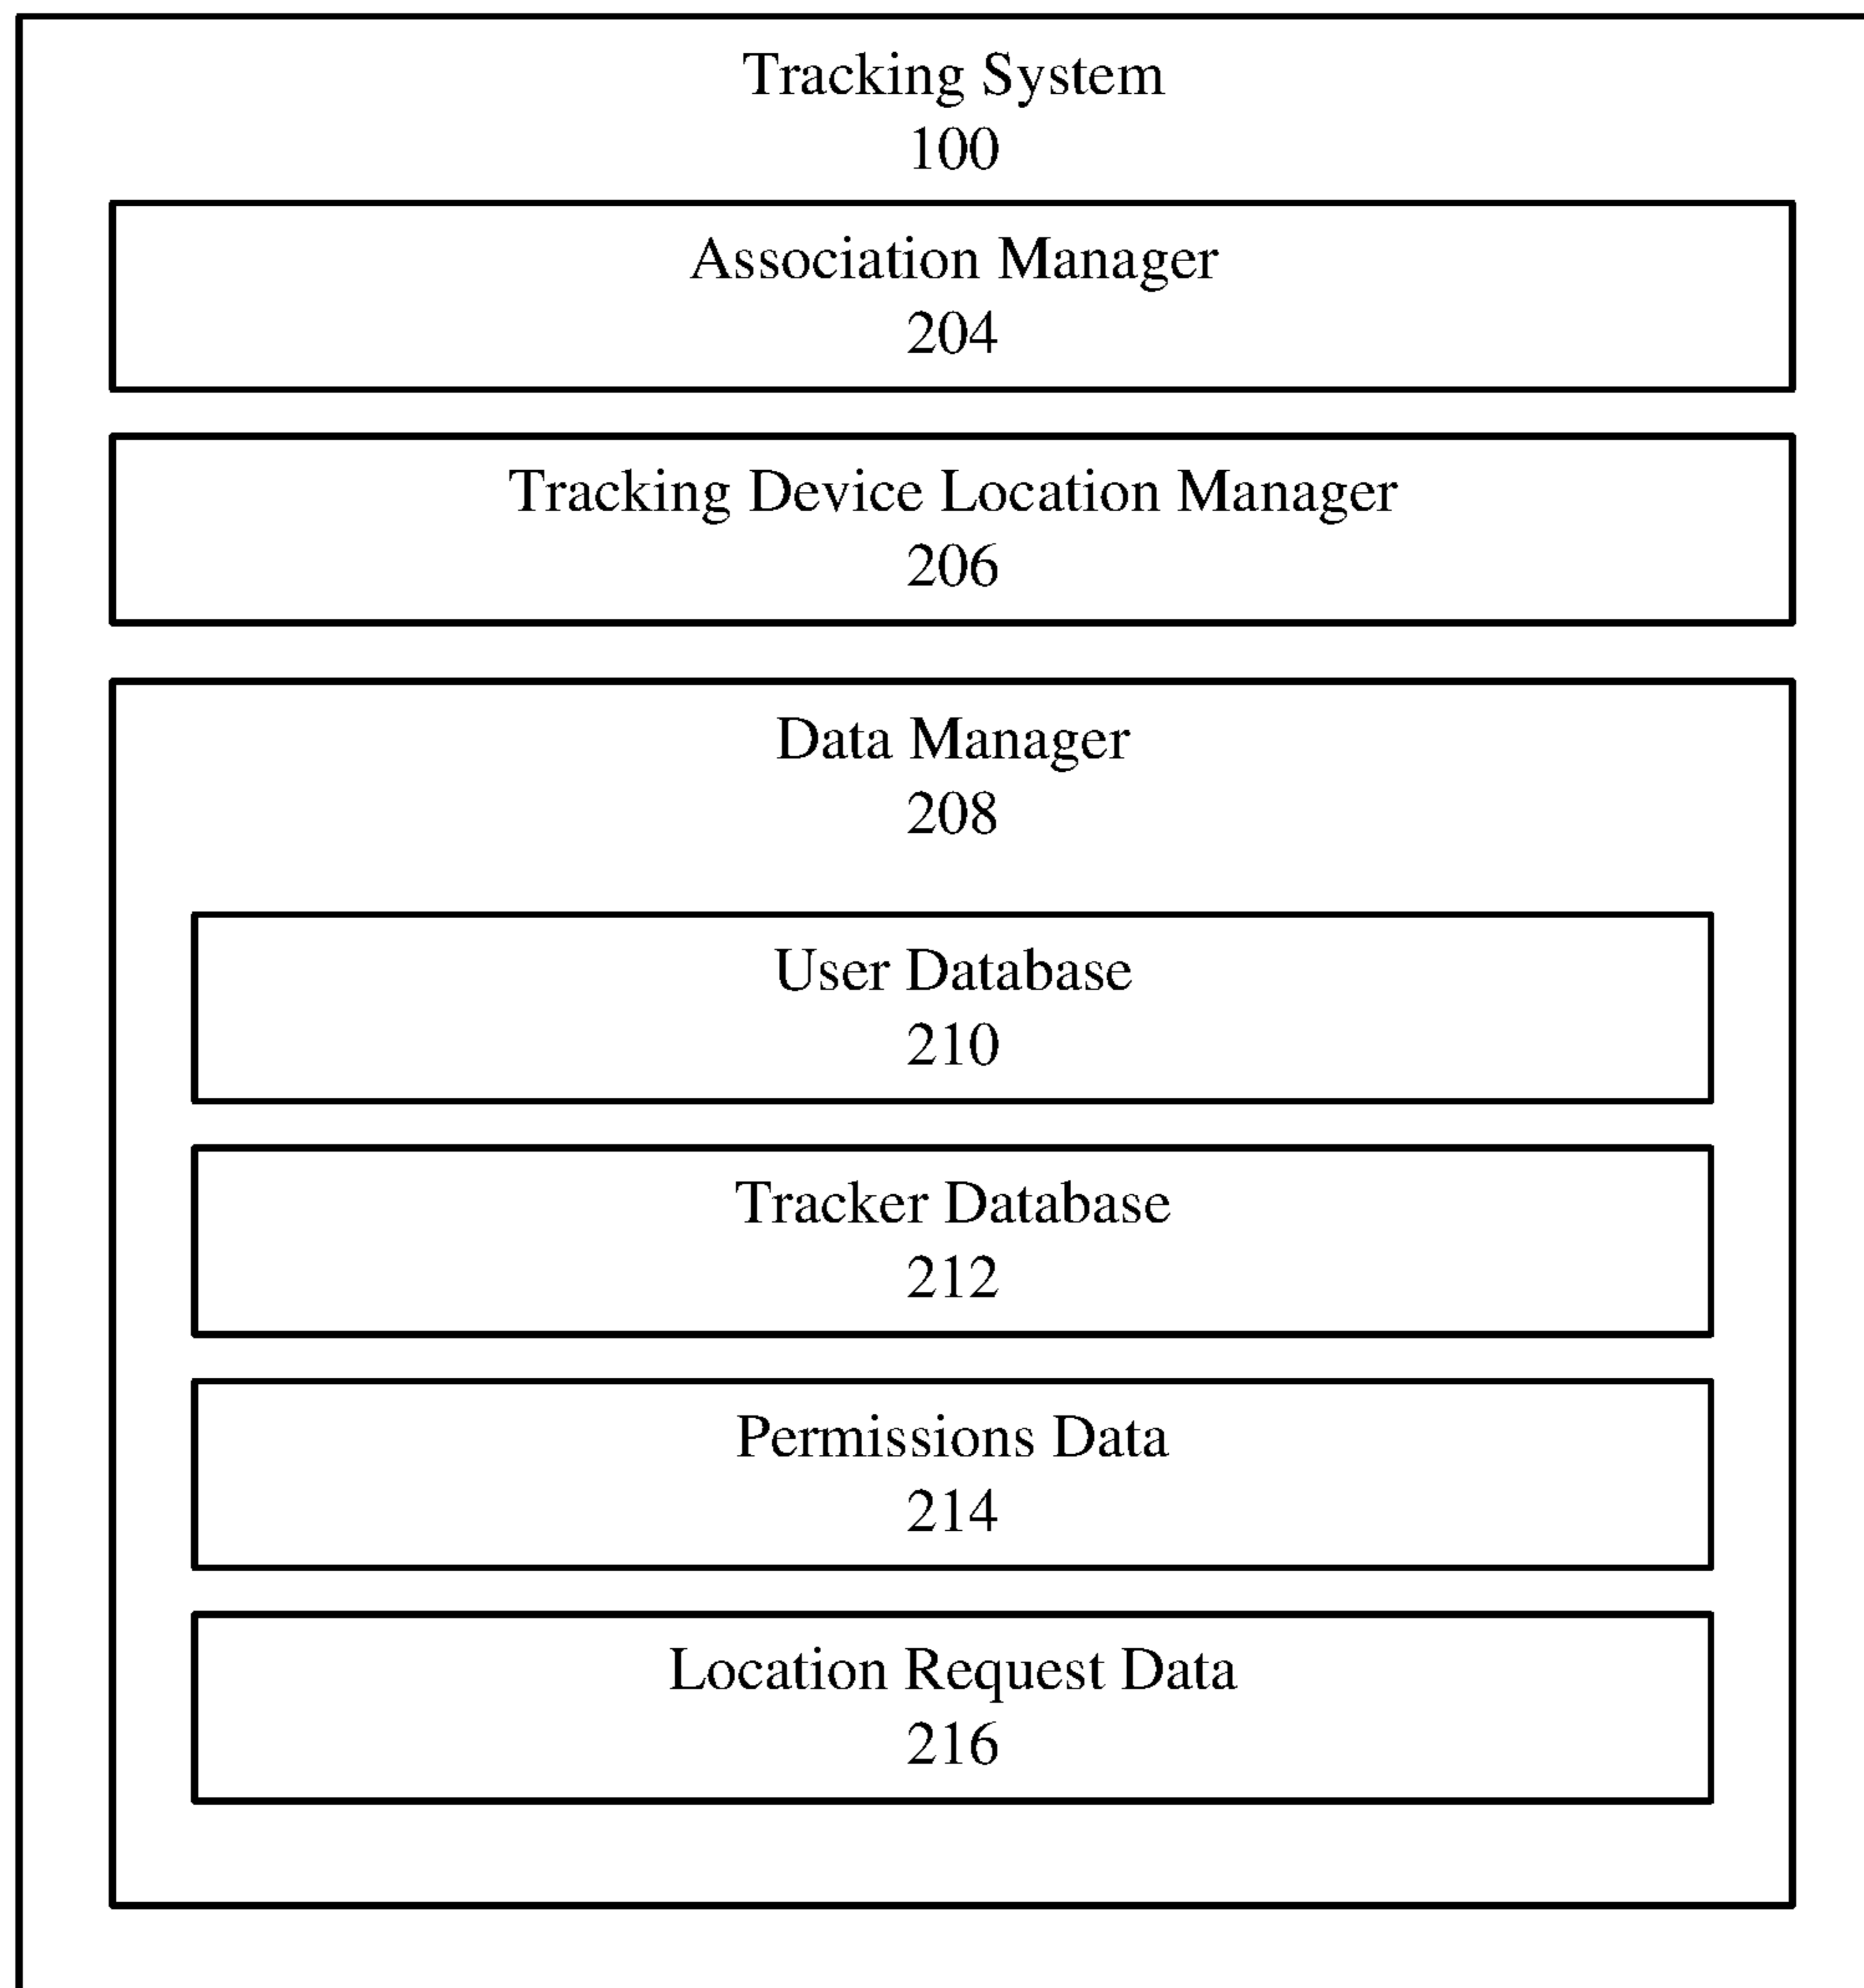 Tracking System
100
Association Manager
204
Tracking Device Location Manager
206
Data Manager
208
User Database
210
Tracker Database
212
Permissions Data
214
Location Request Data
216